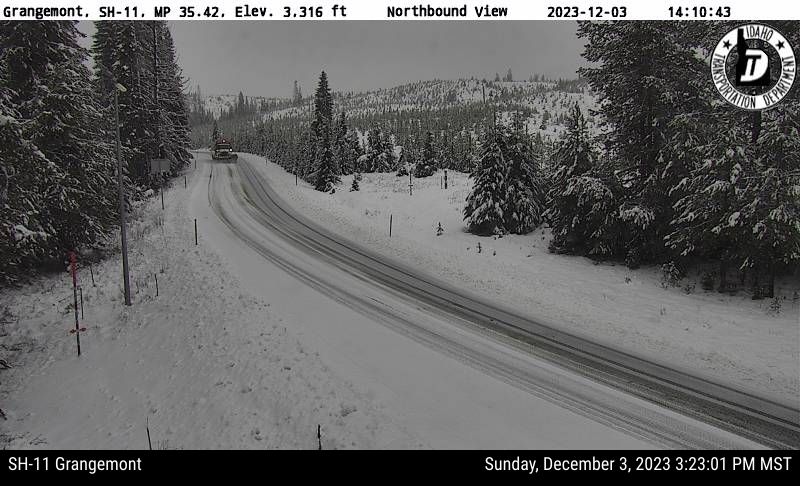 Grangemont, SH-11, MP 35.42, Elev. 3,316 ft Northbound View 2023-12-03 14:10:43
IDAHO
TRANSPORTATION DEPARTMENT
SH-11 Grangemont Sunday, December 3, 2023 3:23:01 PM MST